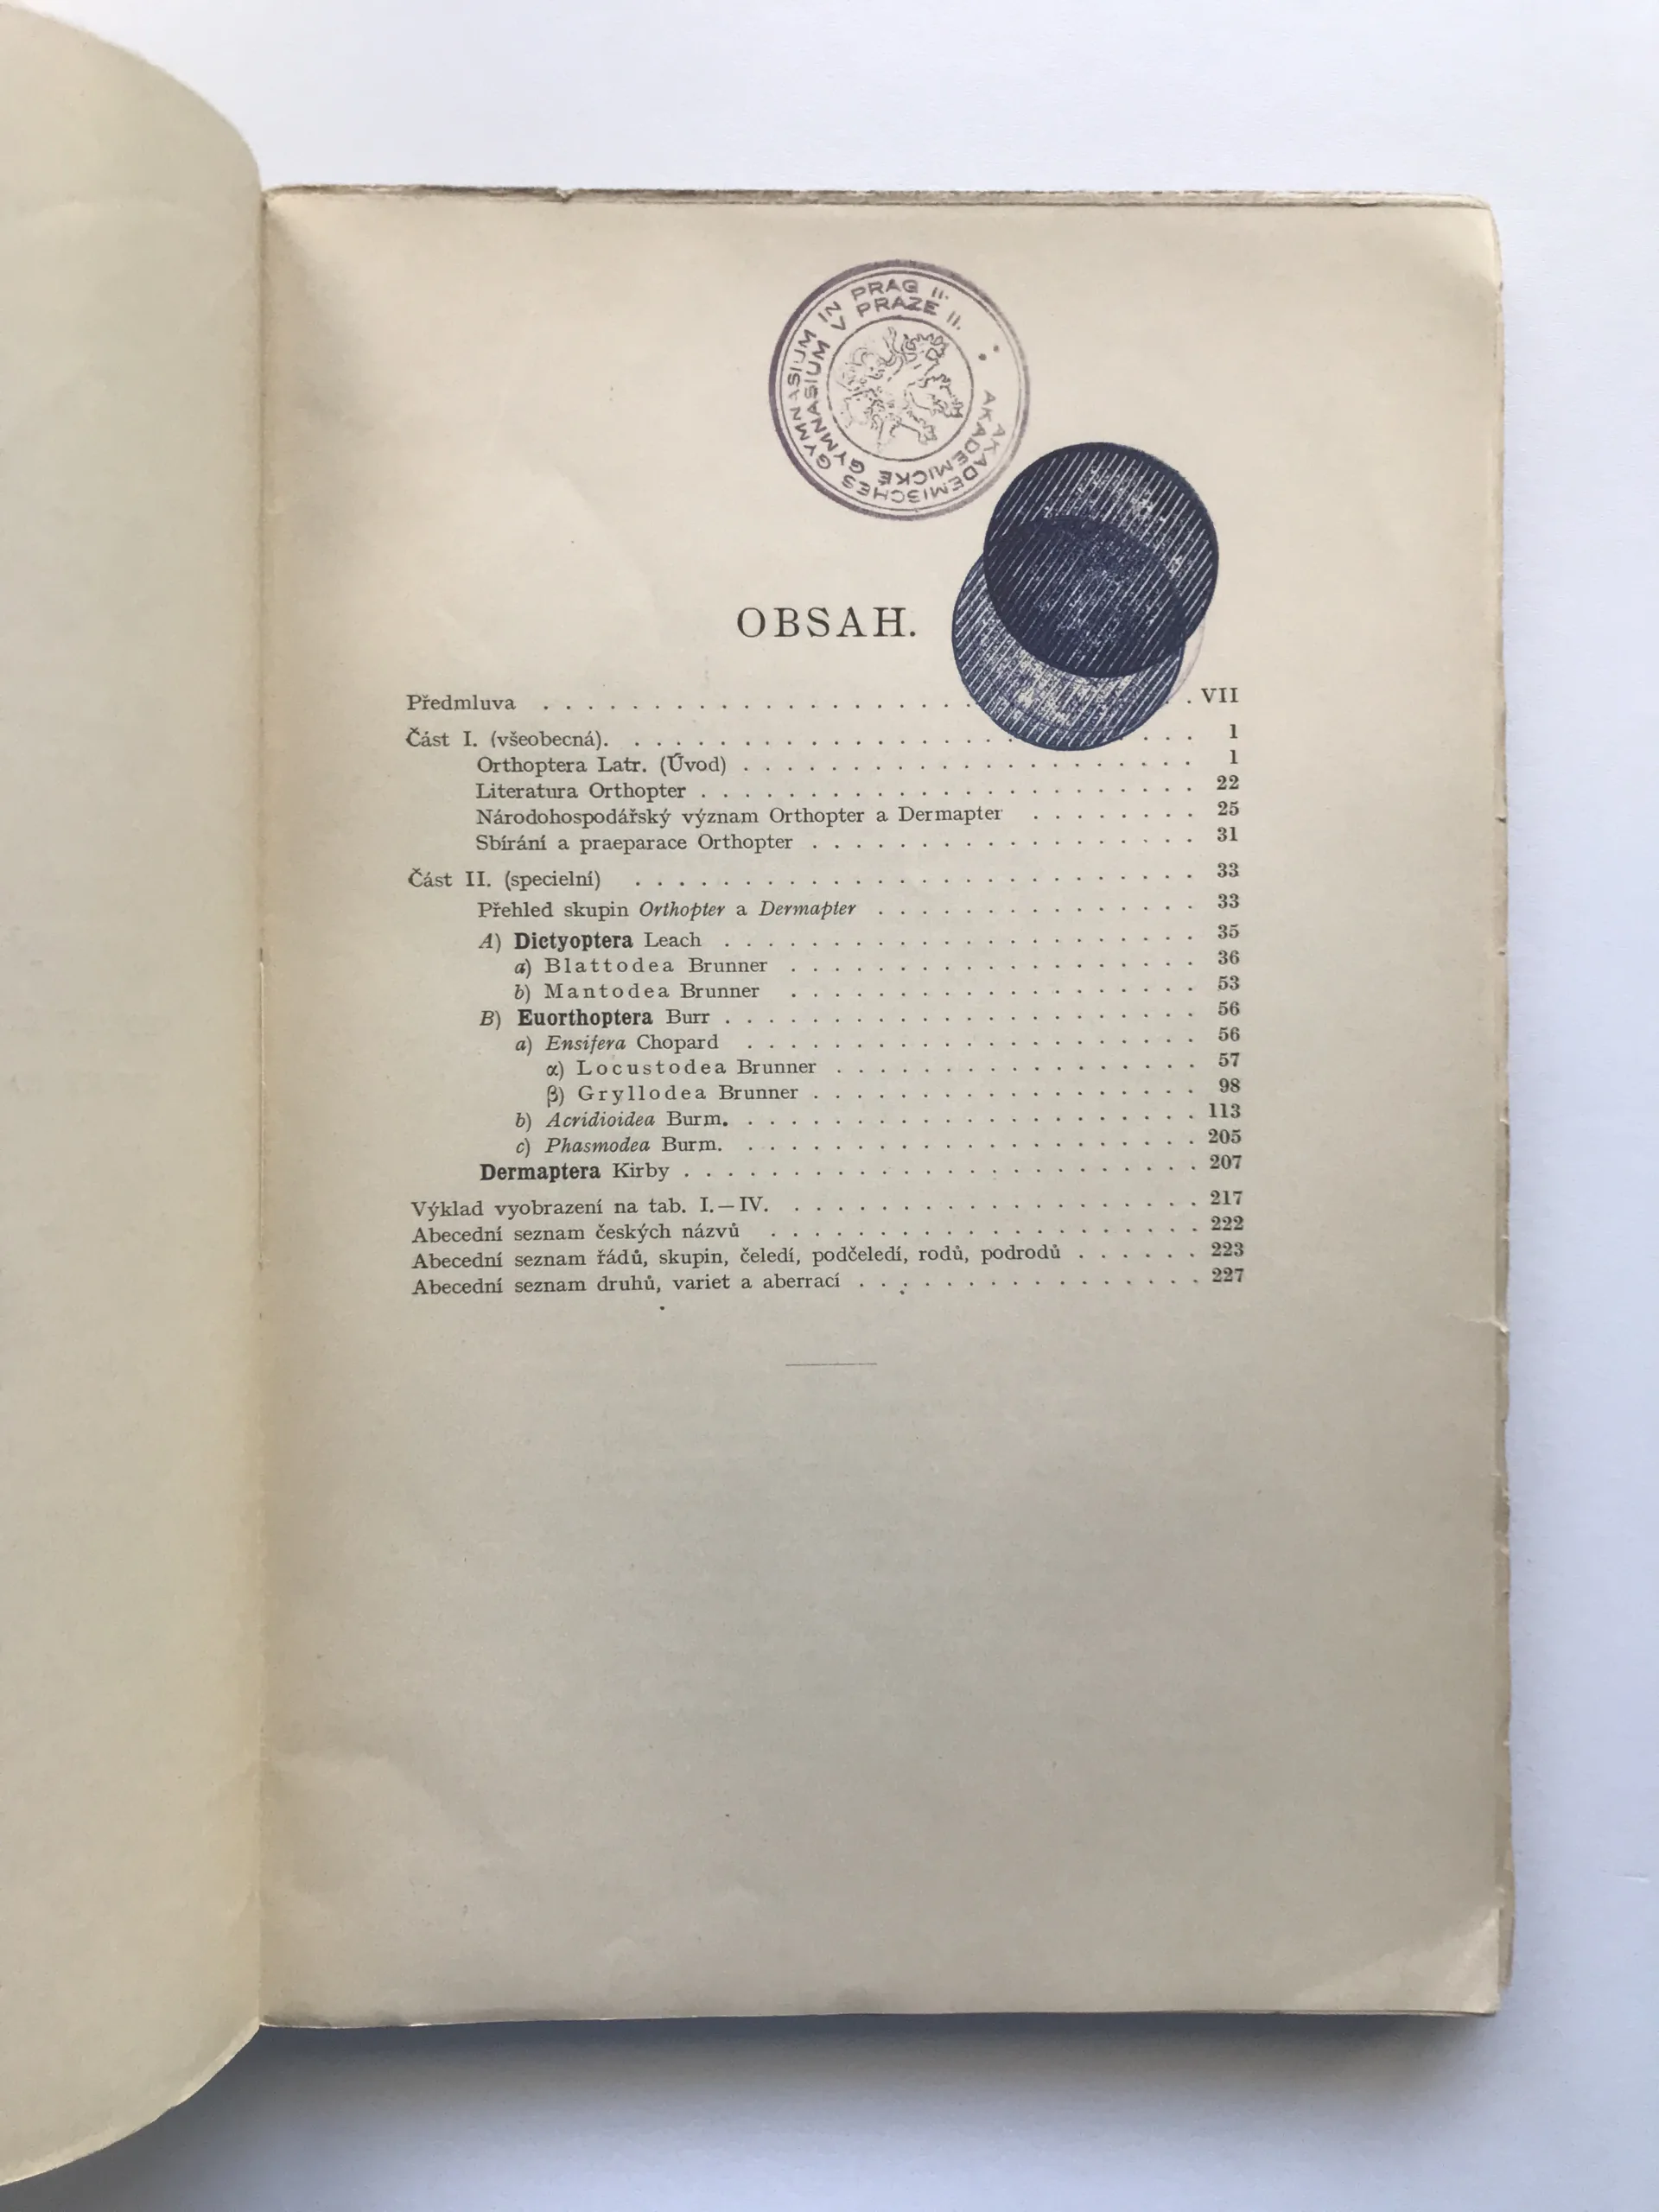 AKADEMISCHES GYMNASIUM IN PRAG II.
AKADEMICKÉ GYMNASIUM V PRAZE II.
OBSAH.
Předmluva . . . . . . . . . . . . . . . . . . . . VII
Část I. (všeobecná). . . . . . . . . . . . . . . . . . . . 1
Orthoptera Latr. (Úvod) . . . . . . . . . . . . . . . . . . . . 1
Literatura Orthopter . . . . . . . . . . . . . . . . . . . . 22
Národohospodářský význam Orthopter a Dermapter . . . . . . . . 25
Sbírání a praeparace Orthopter . . . . . . . . . . . . . . . . 31
Část II. (specielní) . . . . . . . . . . . . . . . . . . . . 33
Přehled skupin Orthopter a Dermapter . . . . . . . . . . . . . . 33
A) Dictyoptera Leach . . . . . . . . . . . . . . . . . . . . 35
a) Blattodea Brunner . . . . . . . . . . . . . . . . . . . 36
b) Mantodea Brunner . . . . . . . . . . . . . . . . . . . 53
B) Euorthoptera Burr . . . . . . . . . . . . . . . . . . . . 56
a) Ensifera Chopard . . . . . . . . . . . . . . . . . . . . 56
α) Locustodea Brunner . . . . . . . . . . . . . . . . . 57
β) Gryllodea Brunner . . . . . . . . . . . . . . . . . . 98
b) Acridioidea Burm. . . . . . . . . . . . . . . . . . . . 113
c) Phasmodea Burm. . . . . . . . . . . . . . . . . . . . 205
Dermaptera Kirby . . . . . . . . . . . . . . . . . . . . 207
Výklad vyobrazení na tab. I.—IV. . . . . . . . . . . . . . . . . 217
Abecední seznam českých názvů . . . . . . . . . . . . . . . . . 222
Abecední seznam řádů, skupin, čeledí, podčeledí, rodů, podrodů . . . . . . 223
Abecední seznam druhů, variet a aberrací . . . . . . . . . . . . . . 227